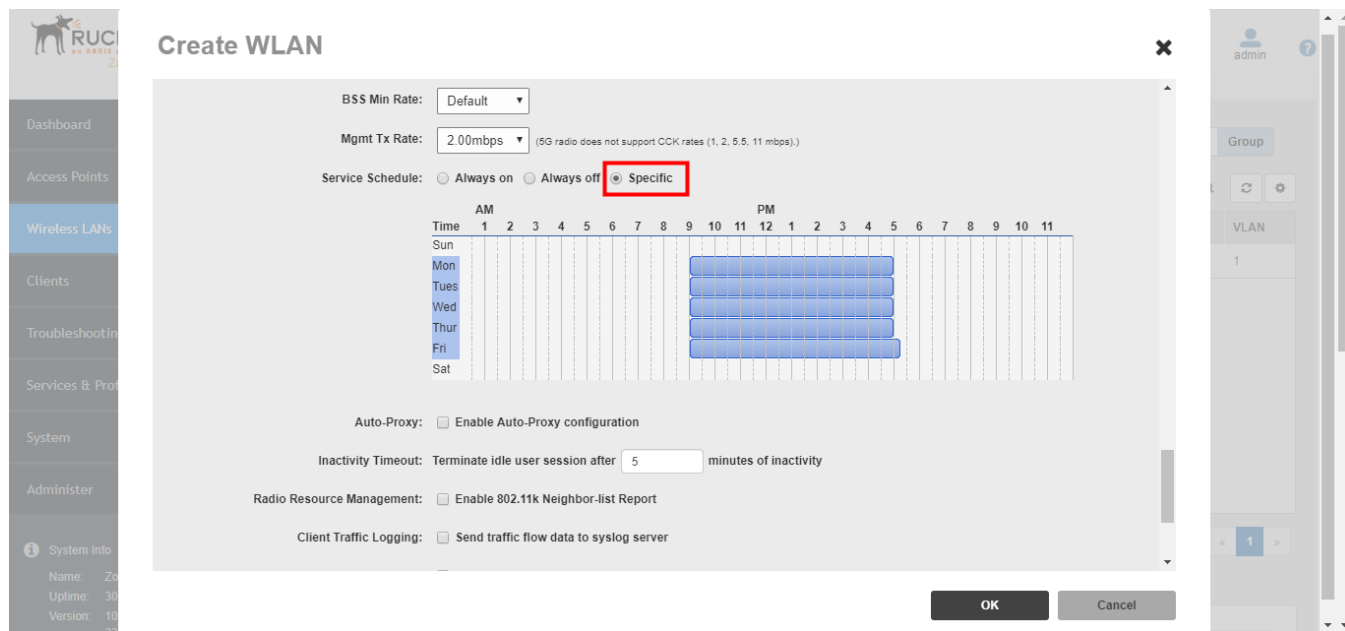 RUC
Create WLAN
admin
BSS Min Rate: Default
Dashboard
Mgmt Tx Rate: 2.00mbps (5G radio does not support CCK rates (1, 2, 5.5, 11 mbps).)
Group
Access Points
Service Schedule: Always on Always off Specific
AM PM
Time 1 2 3 4 5 6 7 8 9 10 11 12 1 2 3 4 5 6 7 8 9 10 11
Wireless LANs
VLAN
Sun
Mon
1
Tues
Clients
Wed
Thur
Troubleshootin
Fri
Sat
Services & Prot
Auto-Proxy: Enable Auto-Proxy configuration
System
Inactivity Timeout: Terminate idle user session after 5 minutes of inactivity
Administer
Radio Resource Management: Enable 802.11k Neighbor-list Report
Client Traffic Logging: Send traffic flow data to syslog server
System Info
« 1 »
Name: Zo
Uptime: 30
OK Cancel
Version: 10